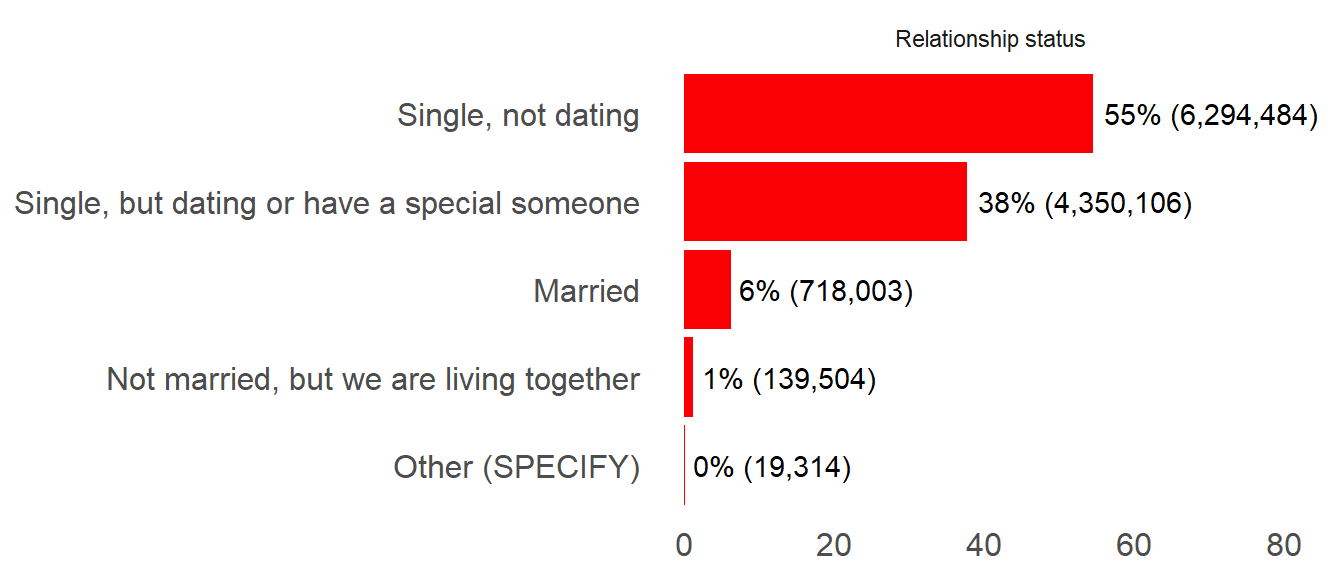 Relationship status
Single, not dating 55% (6,294,484)
Single, but dating or have a special someone 38% (4,350,106)
Married 6% (718,003)
Not married, but we are living together 1% (139,504)
Other (SPECIFY) 0% (19,314)
0 20 40 60 80